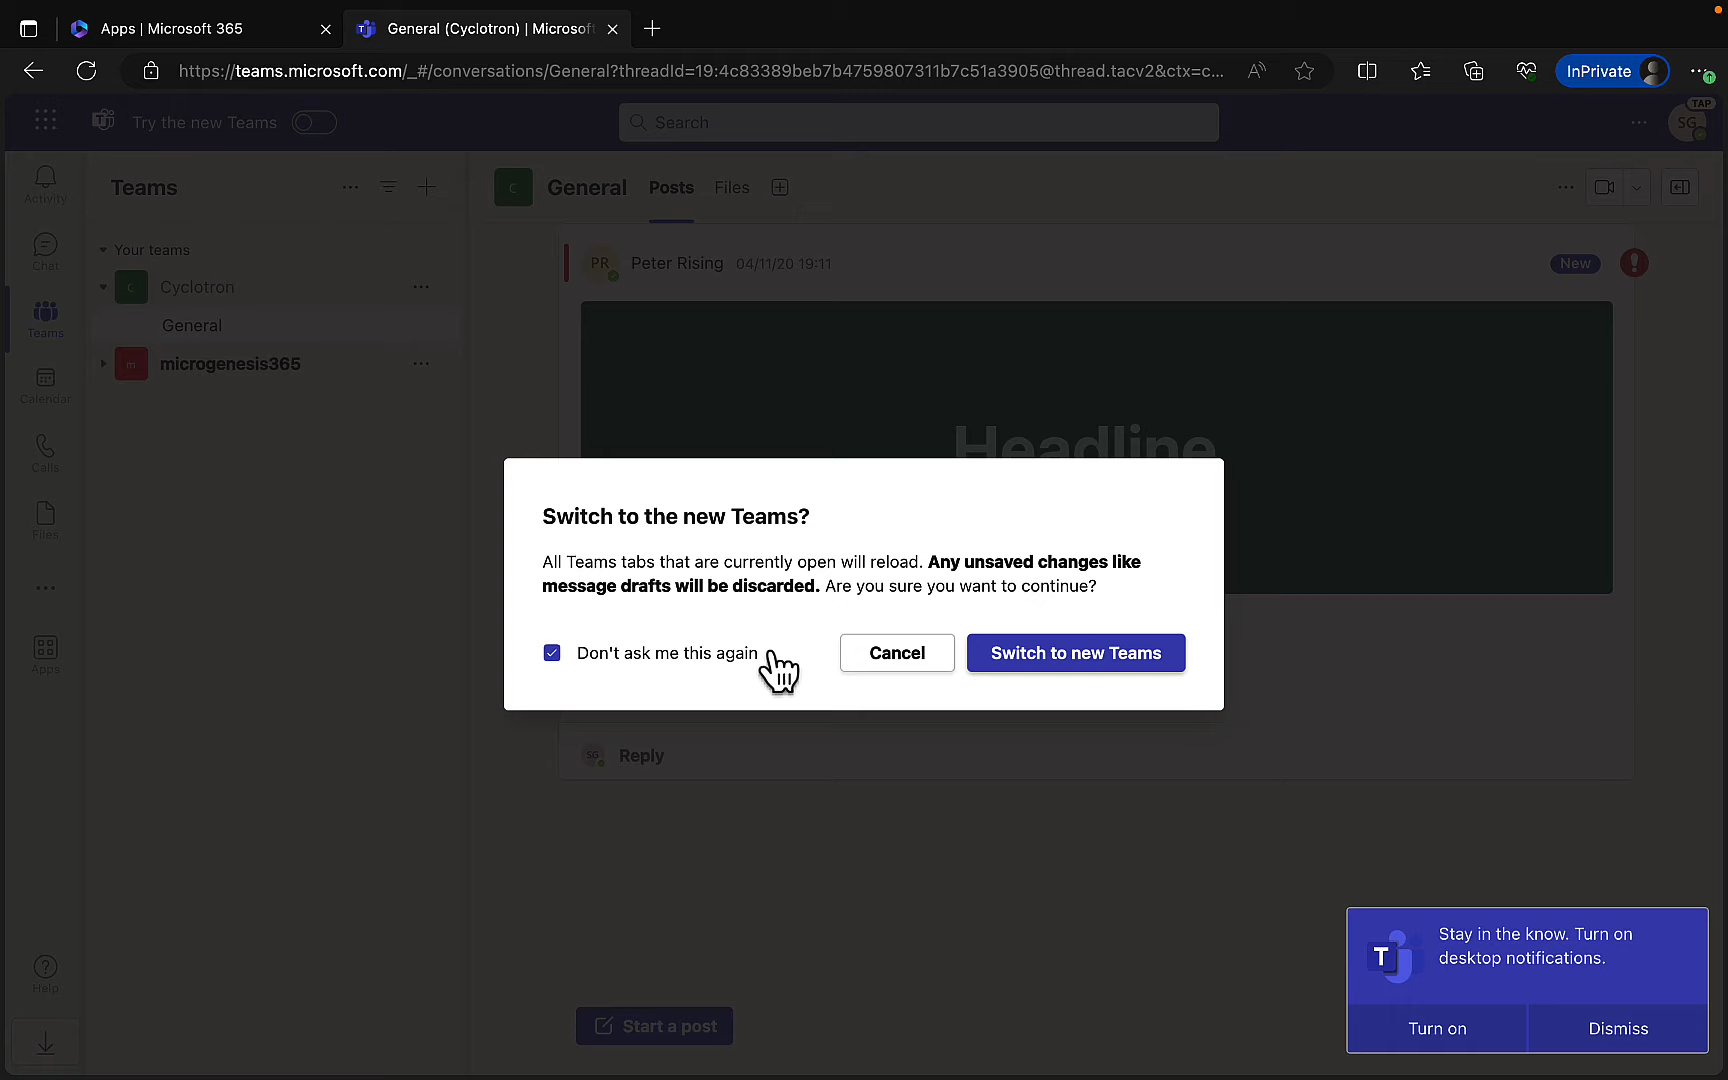 Apps | Microsoft 365
General (Cyclotron) | Microsoft
https://teams.microsoft.com/_#/conversations/General?threadId=19:4c83389beb7b4759807311b7c51a3905@thread.tacv2&ctx=c...
InPrivate
Try the new Teams
Search
TAP
SG
Activity
Chat
Teams
Calendar
Calls
Files
Apps
Help
Teams
Your teams
C
Cyclotron
General
m
microgenesis365
C
General
Posts
Files
PR
Peter Rising
04/11/20 19:11
New
Headline
Switch to the new Teams?
All Teams tabs that are currently open will reload. Any unsaved changes like
message drafts will be discarded. Are you sure you want to continue?
Don't ask me this again
Cancel
Switch to new Teams
SG
Reply
Start a post
T
Stay in the know. Turn on
desktop notifications.
Turn on
Dismiss